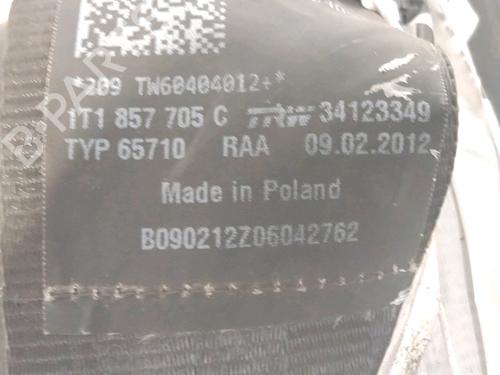 *209 TW60404012+*
1T1 857 705 C TRW 34123349
TYP 65710 RAA 09.02.2012
Made in Poland
B090212Z06042762